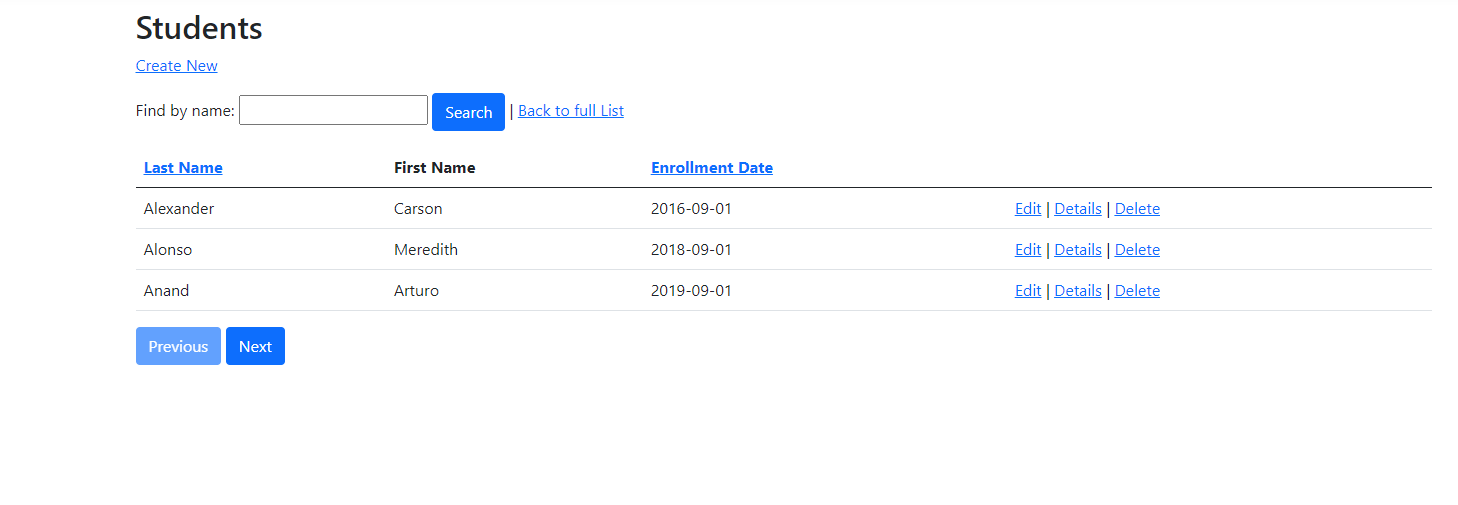 Students
Create New
Find by name: Search | Back to full List
Last Name First Name Enrollment Date
Alexander Carson 2016-09-01 Edit | Details | Delete
Alonso Meredith 2018-09-01 Edit | Details | Delete
Anand Arturo 2019-09-01 Edit | Details | Delete
Previous Next